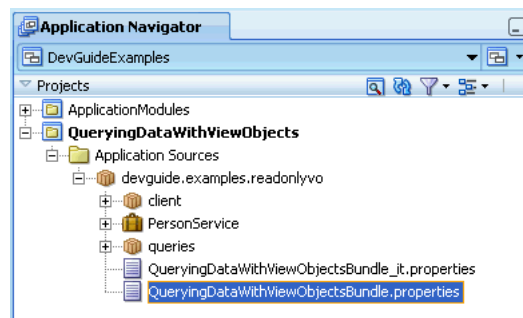 Application Navigator
DevGuideExamples
Projects
ApplicationModules
QueryingDataWithViewObjects
Application Sources
devguide.examples.readonlyvo
client
PersonService
queries
QueryingDataWithViewObjectsBundle_it.properties
QueryingDataWithViewObjectsBundle.properties